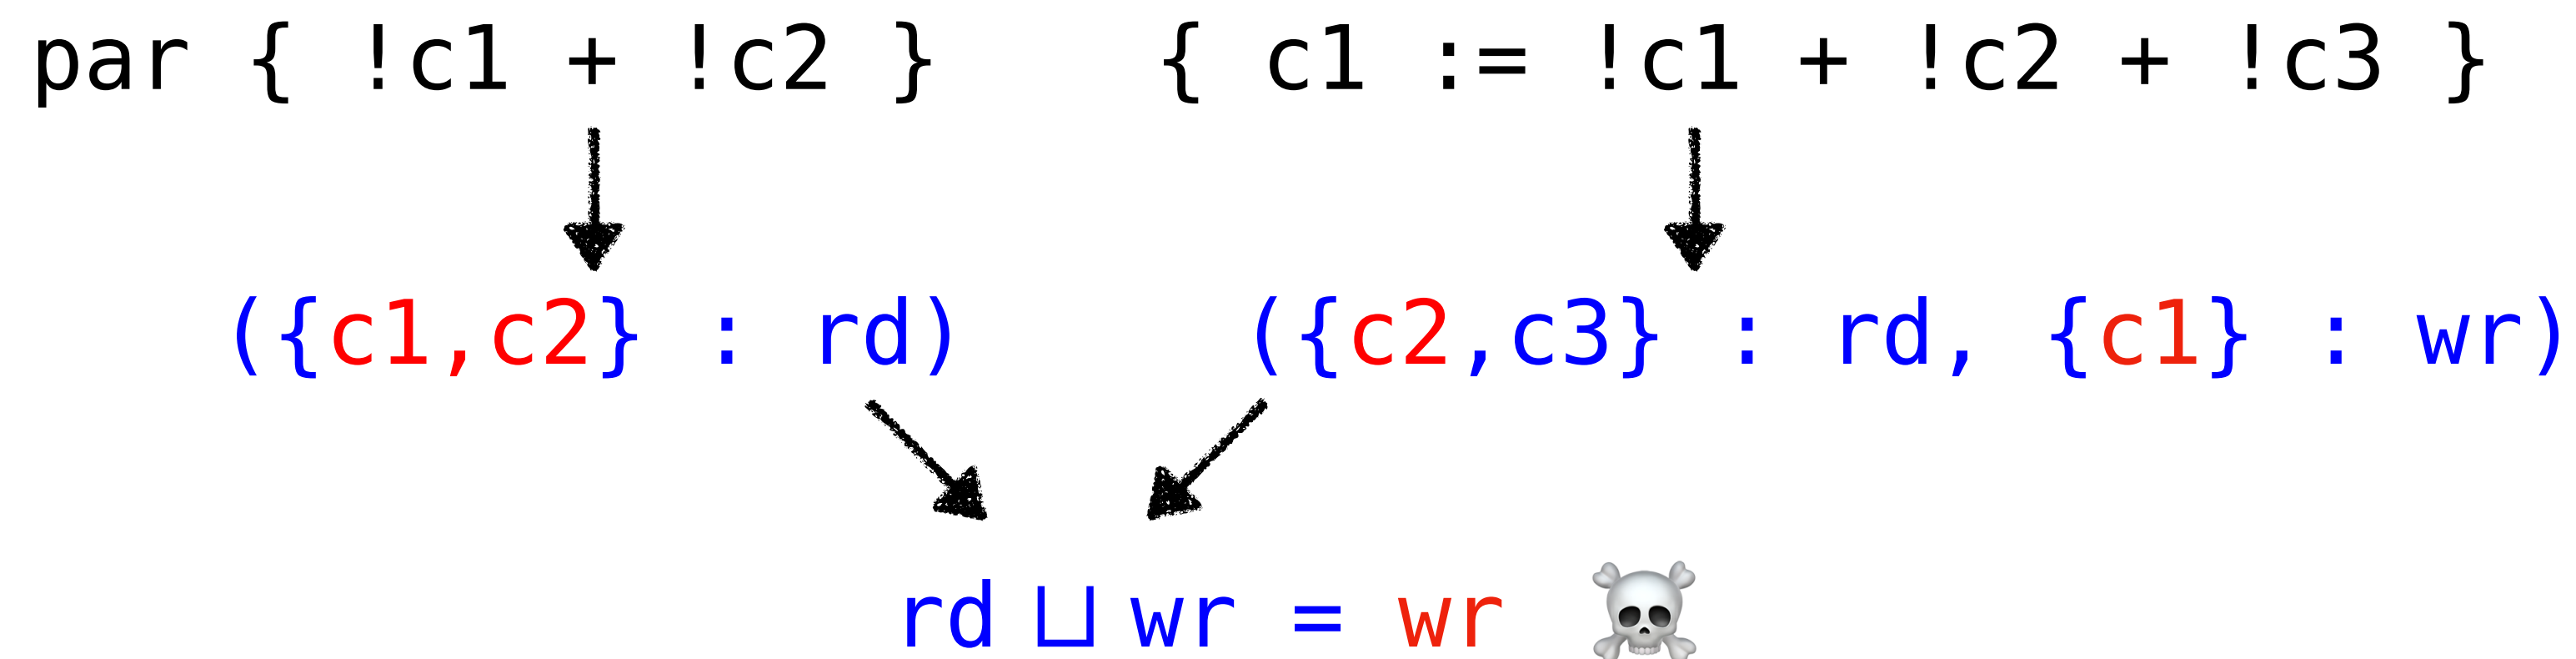 par { !c1 + !c2 }   { c1 := !c1 + !c2 + !c3 }
({c1,c2} : rd)   ({c2,c3} : rd, {c1} : wr)
rd ⊔ wr = wr ☠️